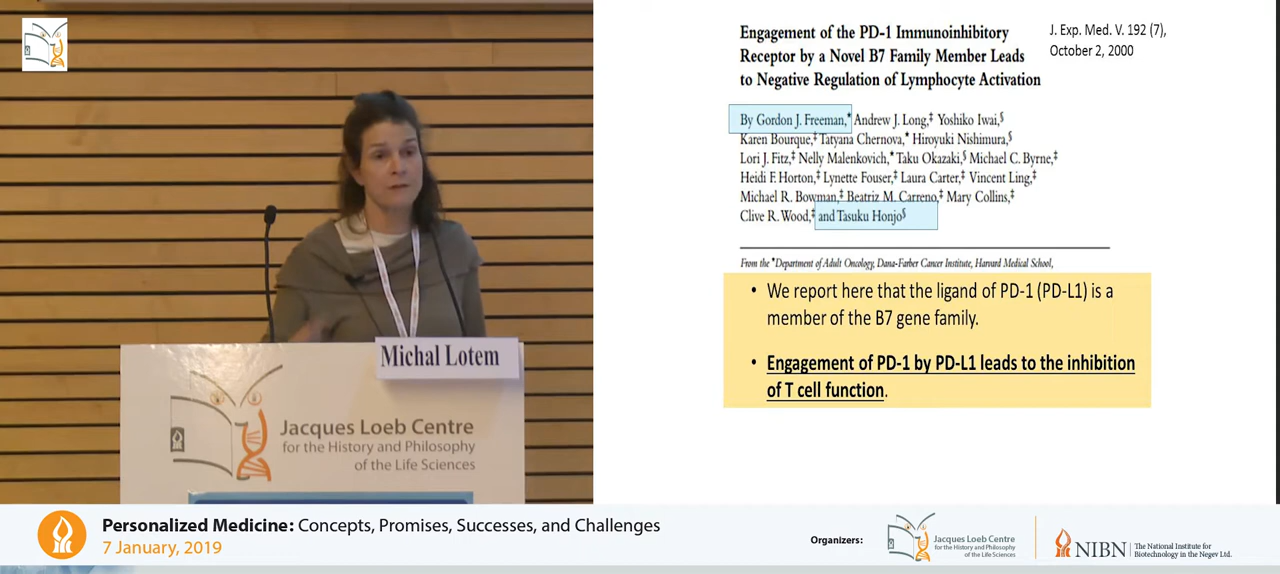 Engagement of the PD-1 Immunoinhibitory
Receptor by a Novel B7 Family Member Leads
to Negative Regulation of Lymphocyte Activation
J. Exp. Med. V. 192 (7),
October 2, 2000
By Gordon J. Freeman,* Andrew J. Long,‡ Yoshiko Iwai,§
Karen Bourque,‡ Tatyana Chernova,* Hiroyuki Nishimura,§
Lori J. Fitz,‡ Nelly Malenkovich,* Taku Okazaki,§ Michael C. Byrne,‡
Heidi F. Horton,‡ Lynette Fouser,‡ Laura Carter,‡ Vincent Ling,‡
Michael R. Bowman,‡ Beatriz M. Carreno,‡ Mary Collins,‡
Clive R. Wood,‡ and Tasuku Honjo§
From the *Department of Adult Oncology, Dana-Farber Cancer Institute, Harvard Medical School,
• We report here that the ligand of PD-1 (PD-L1) is a
member of the B7 gene family.
• Engagement of PD-1 by PD-L1 leads to the inhibition
of T cell function.
Michal Lotem
Jacques Loeb Centre
for the History and Philosophy
of the Life Sciences
Personalized Medicine: Concepts, Promises, Successes, and Challenges
7 January, 2019
Organizers:
Jacques Loeb Centre
for the History and Philosophy
of the Life Sciences
NIBN
The National Institute for
Biotechnology in the Negev Ltd.